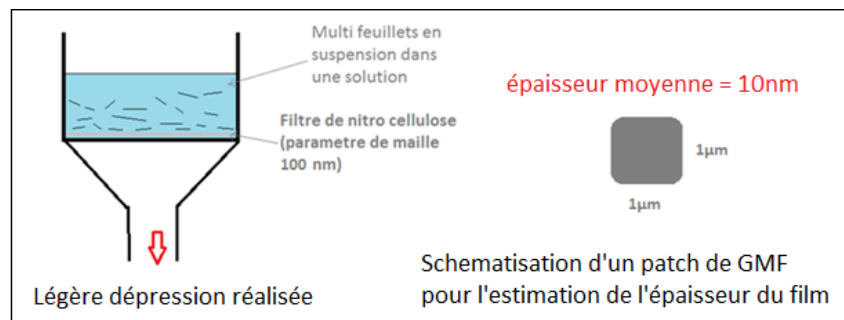 Multi feuillets en
suspension dans
une solution
Filtre de nitro cellulose
(parametre de maille
100 nm)
Légère dépression réalisée
épaisseur moyenne = 10nm
1µm
1µm
Schematisation d'un patch de GMF
pour l'estimation de l'épaisseur du film